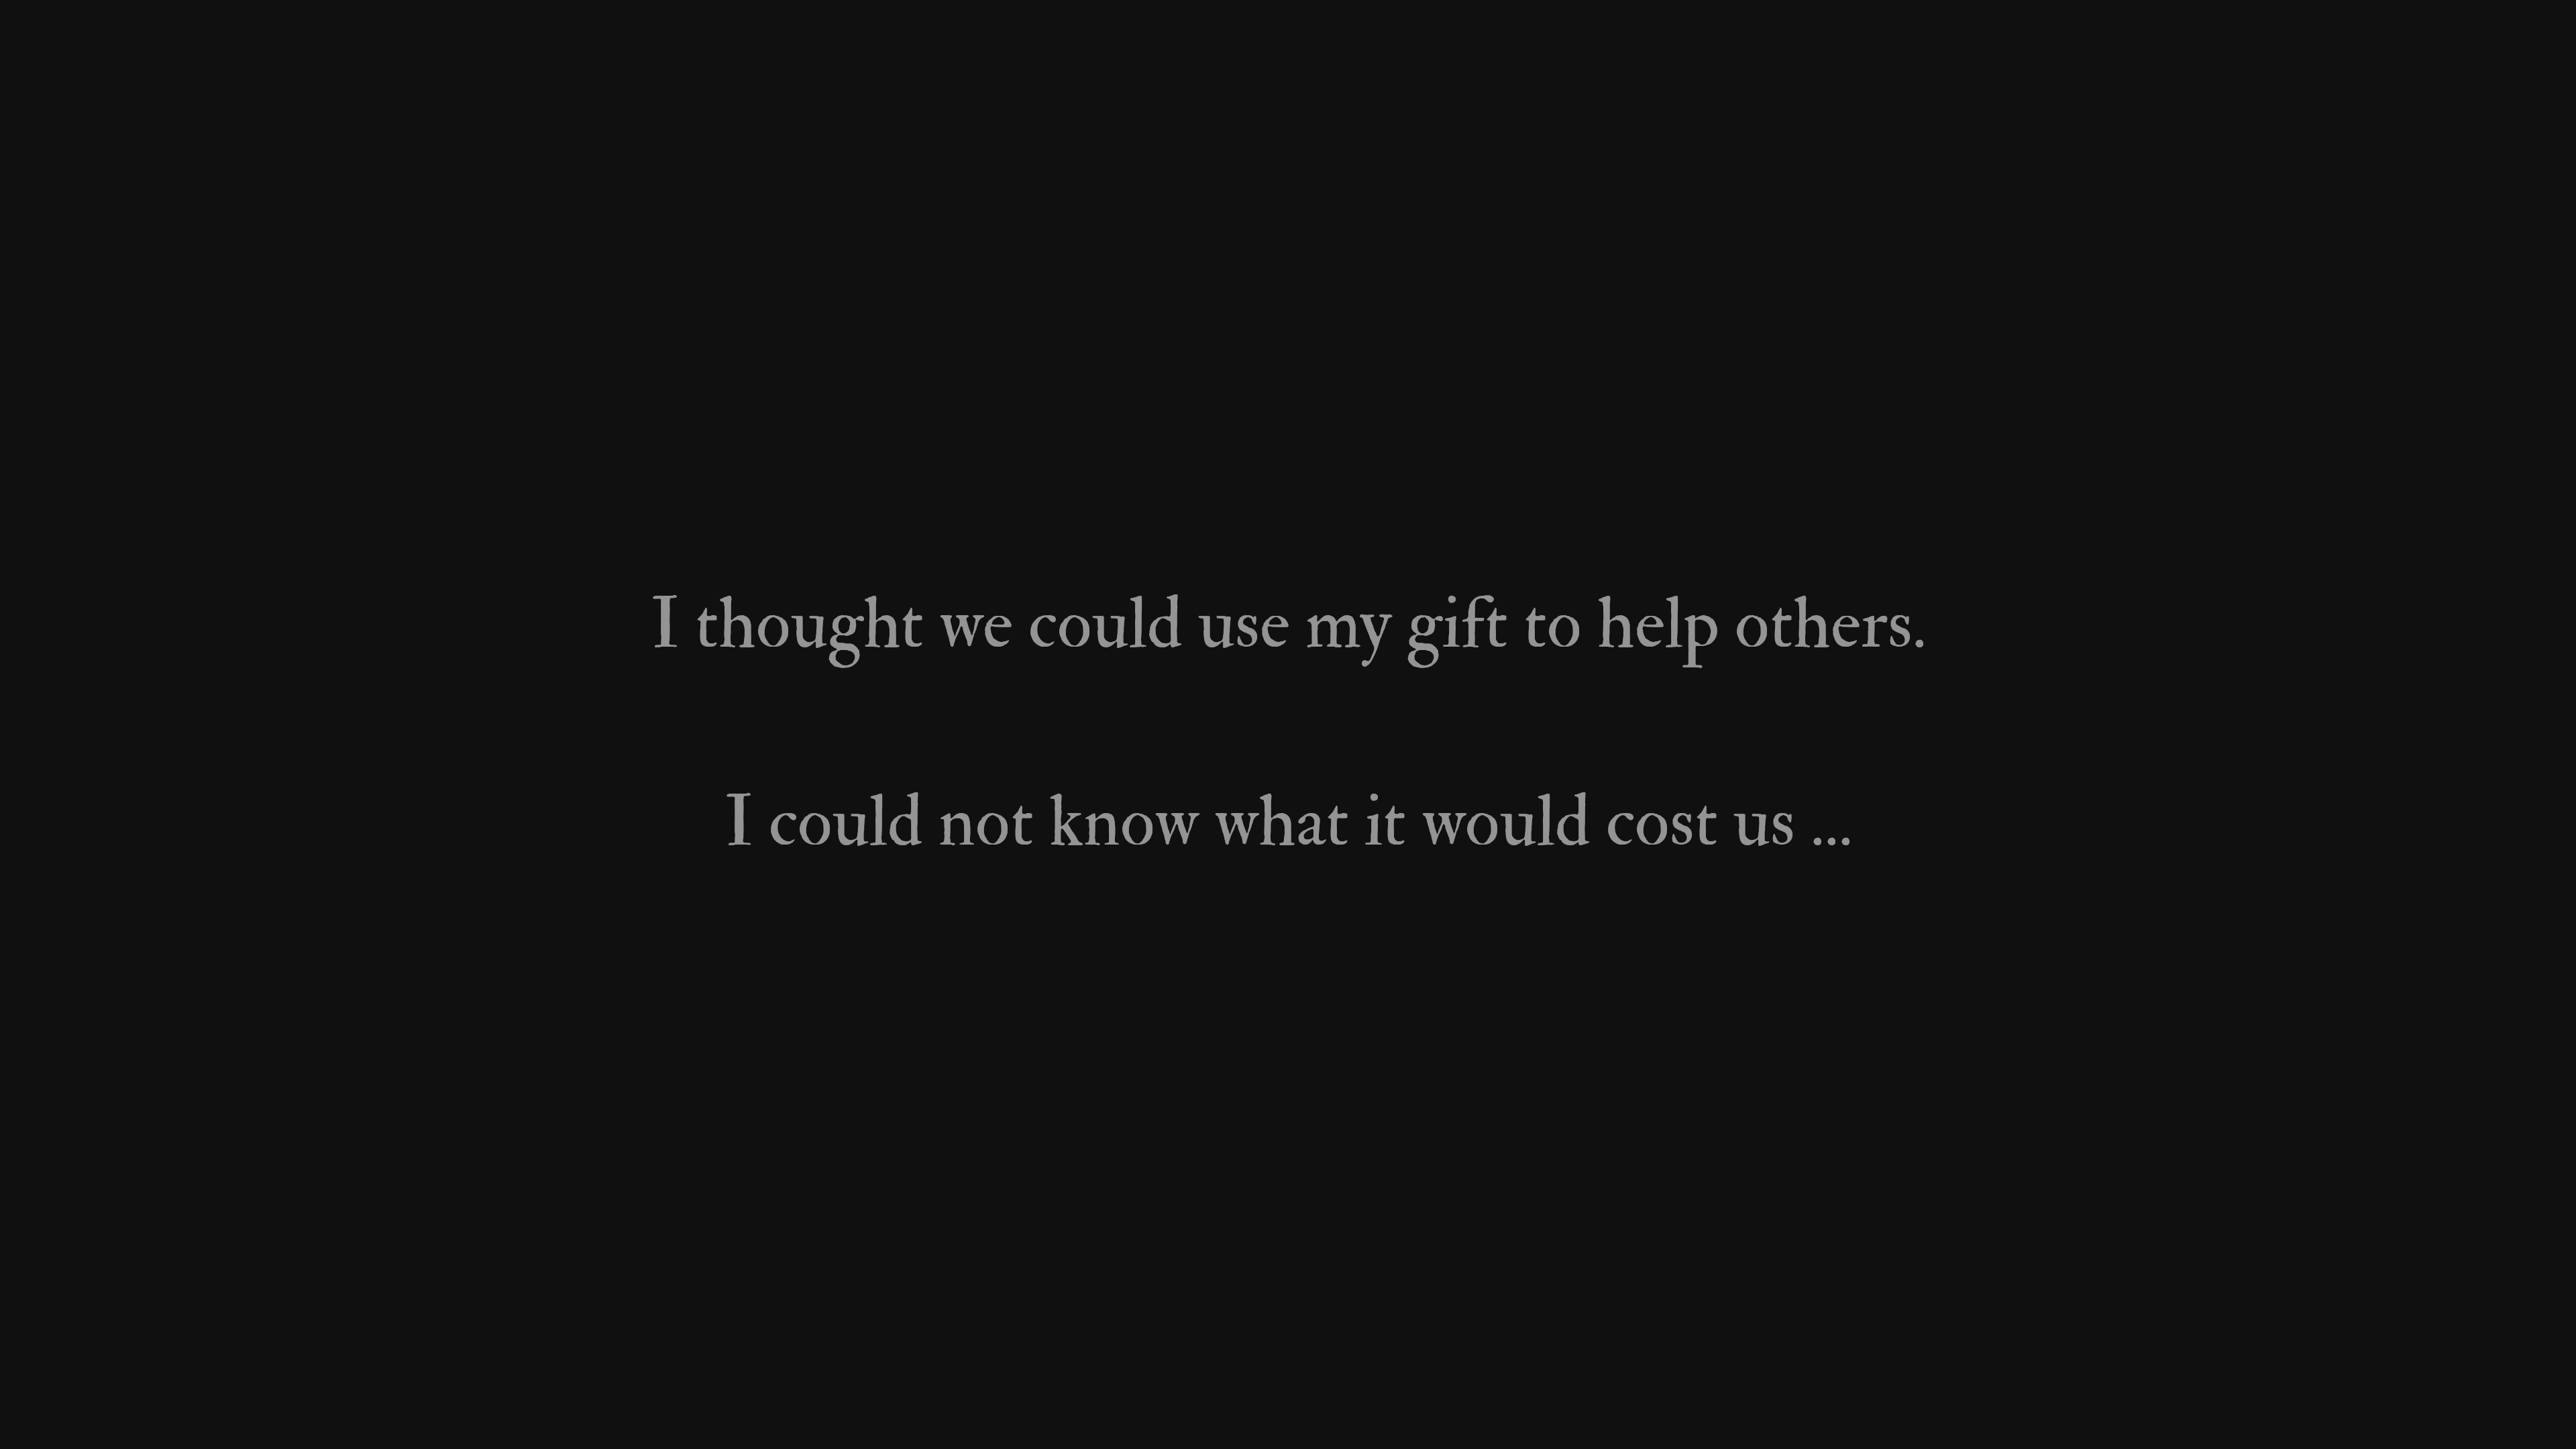 I thought we could use my gift to help others.
I could not know what it would cost us ...